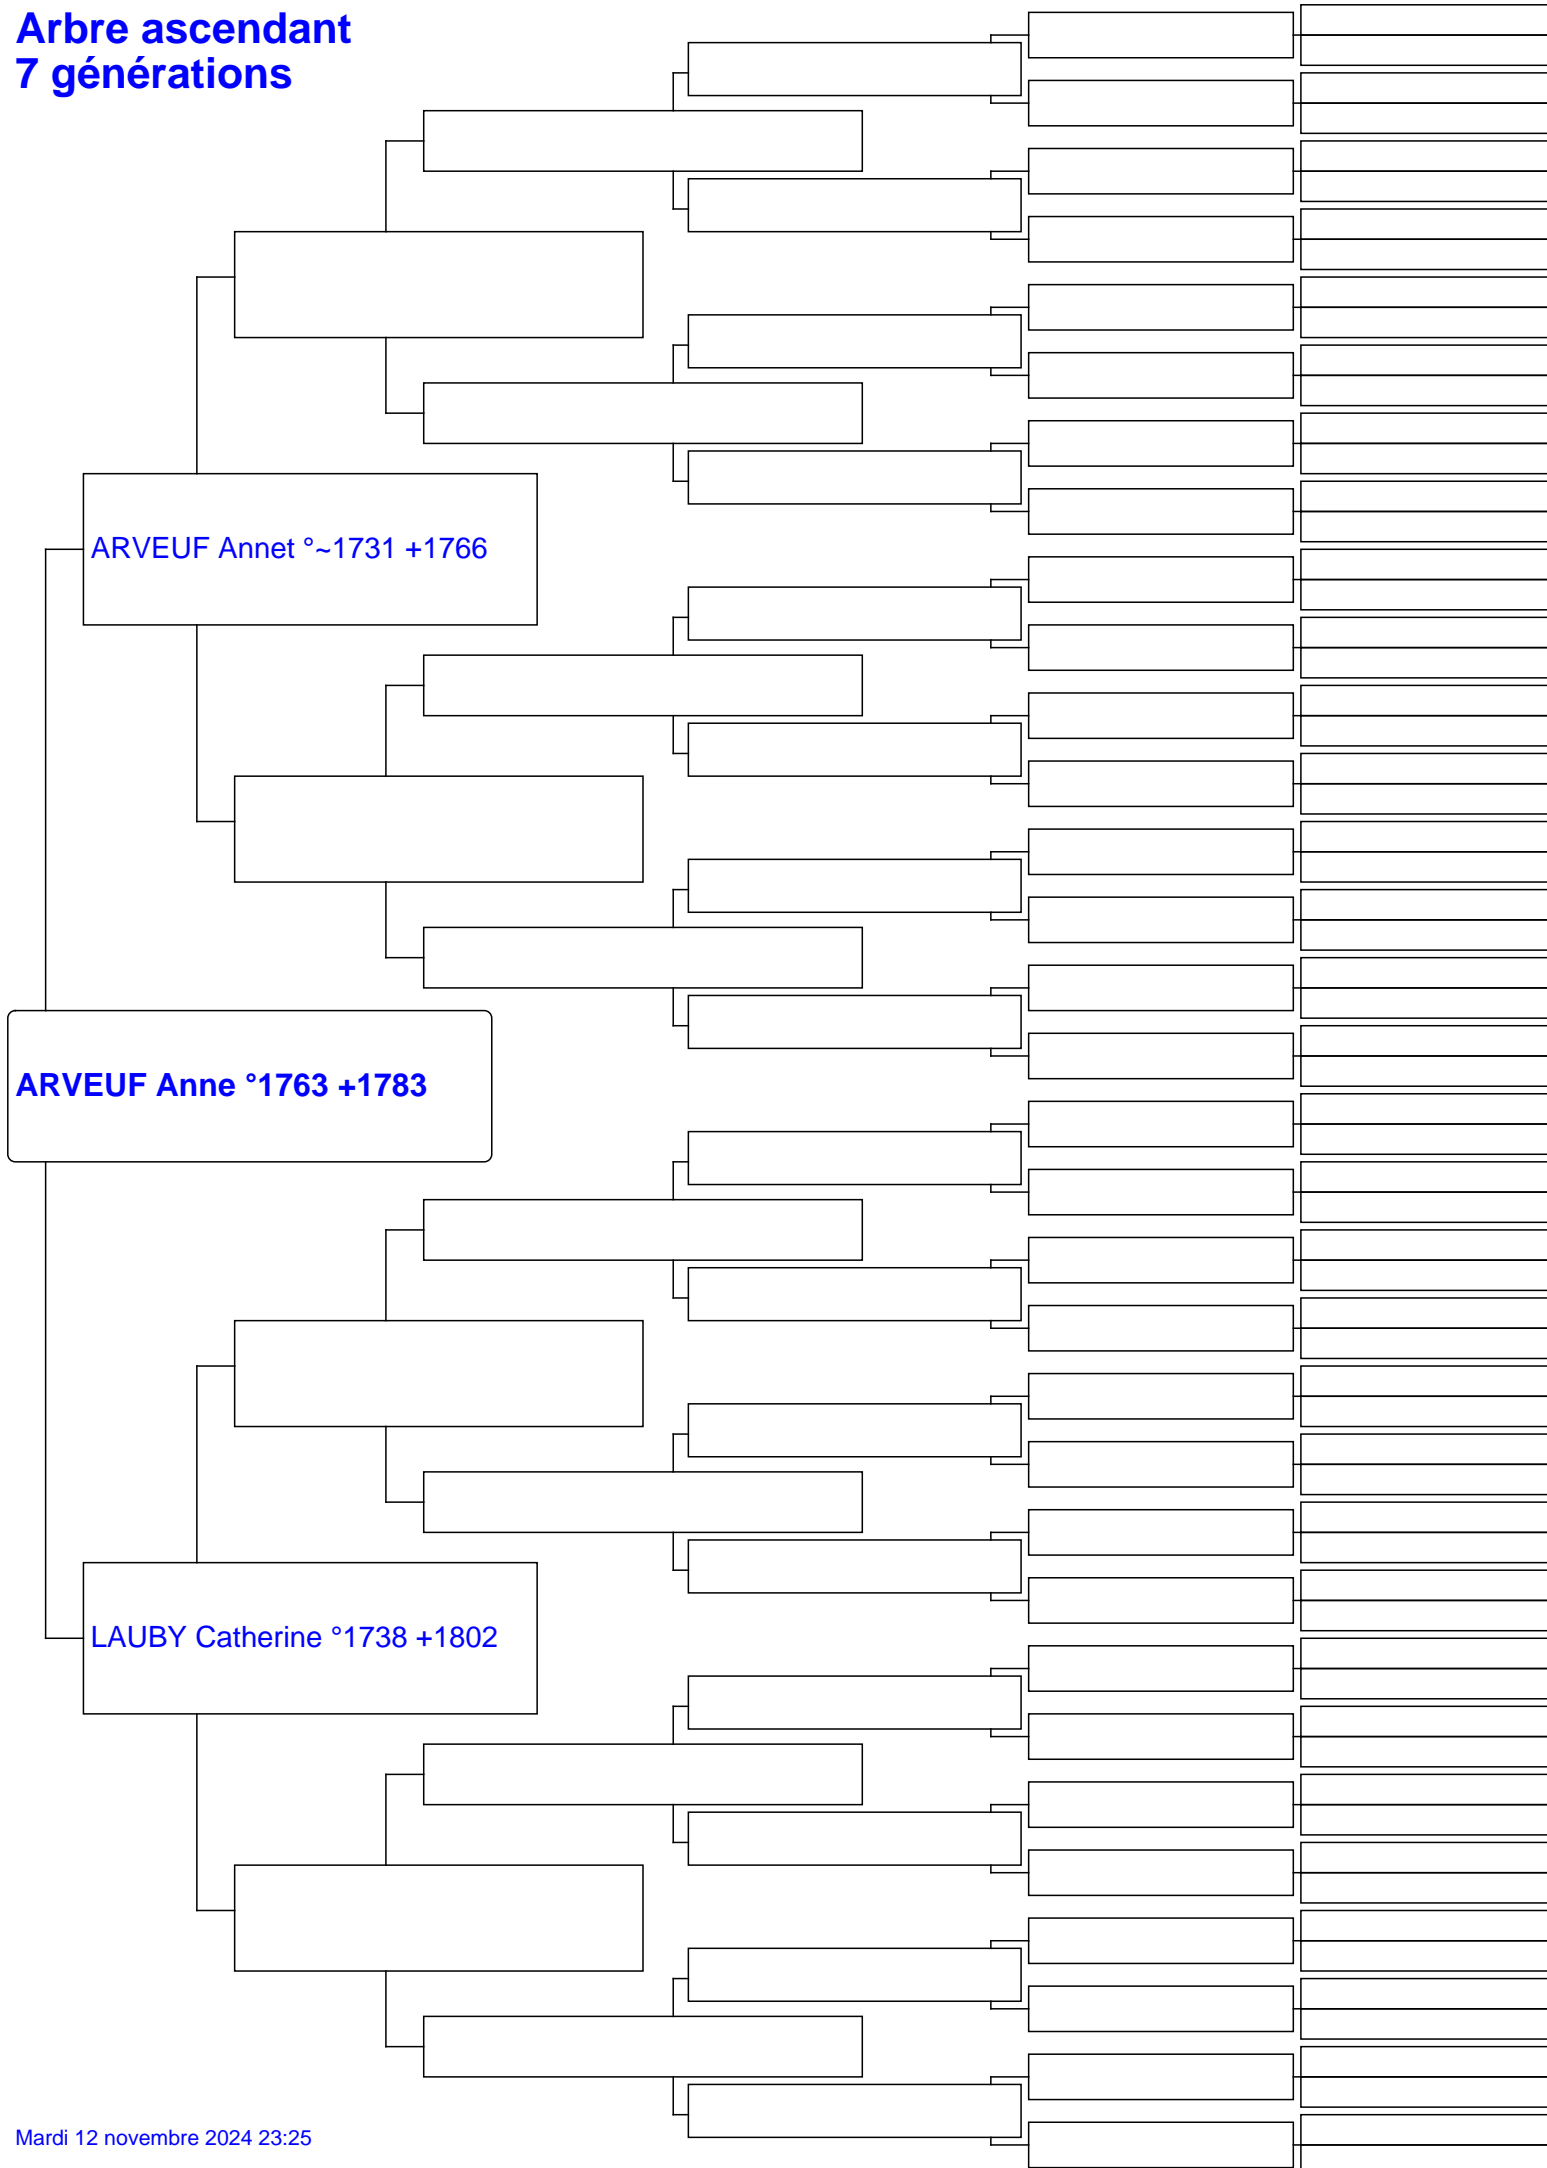 Arbre ascendant
7 générations
ARVEUF Annet °~1731 +1766
ARVEUF Anne °1763 +1783
LAUBY Catherine °1738 +1802
Mardi 12 novembre 2024 23:25